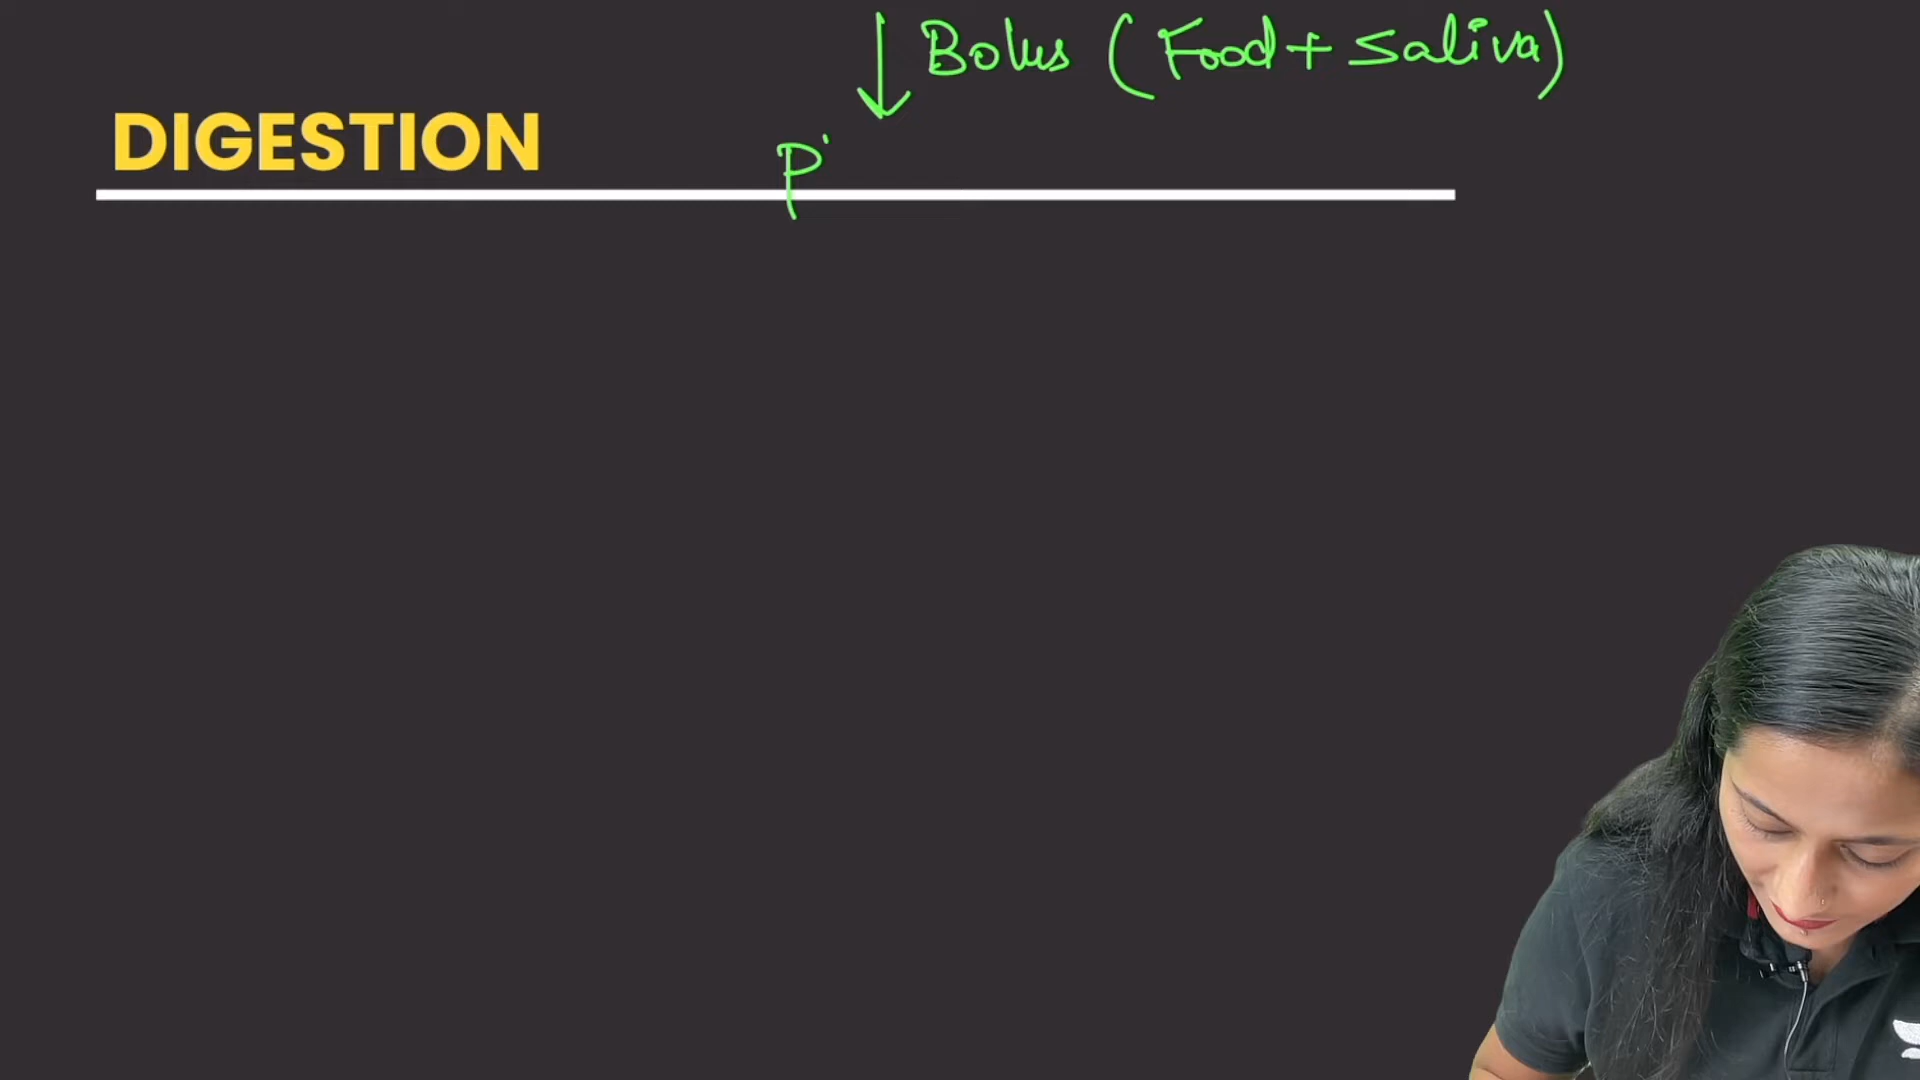 ↓ Bolus (Food + Saliva)
DIGESTION
P